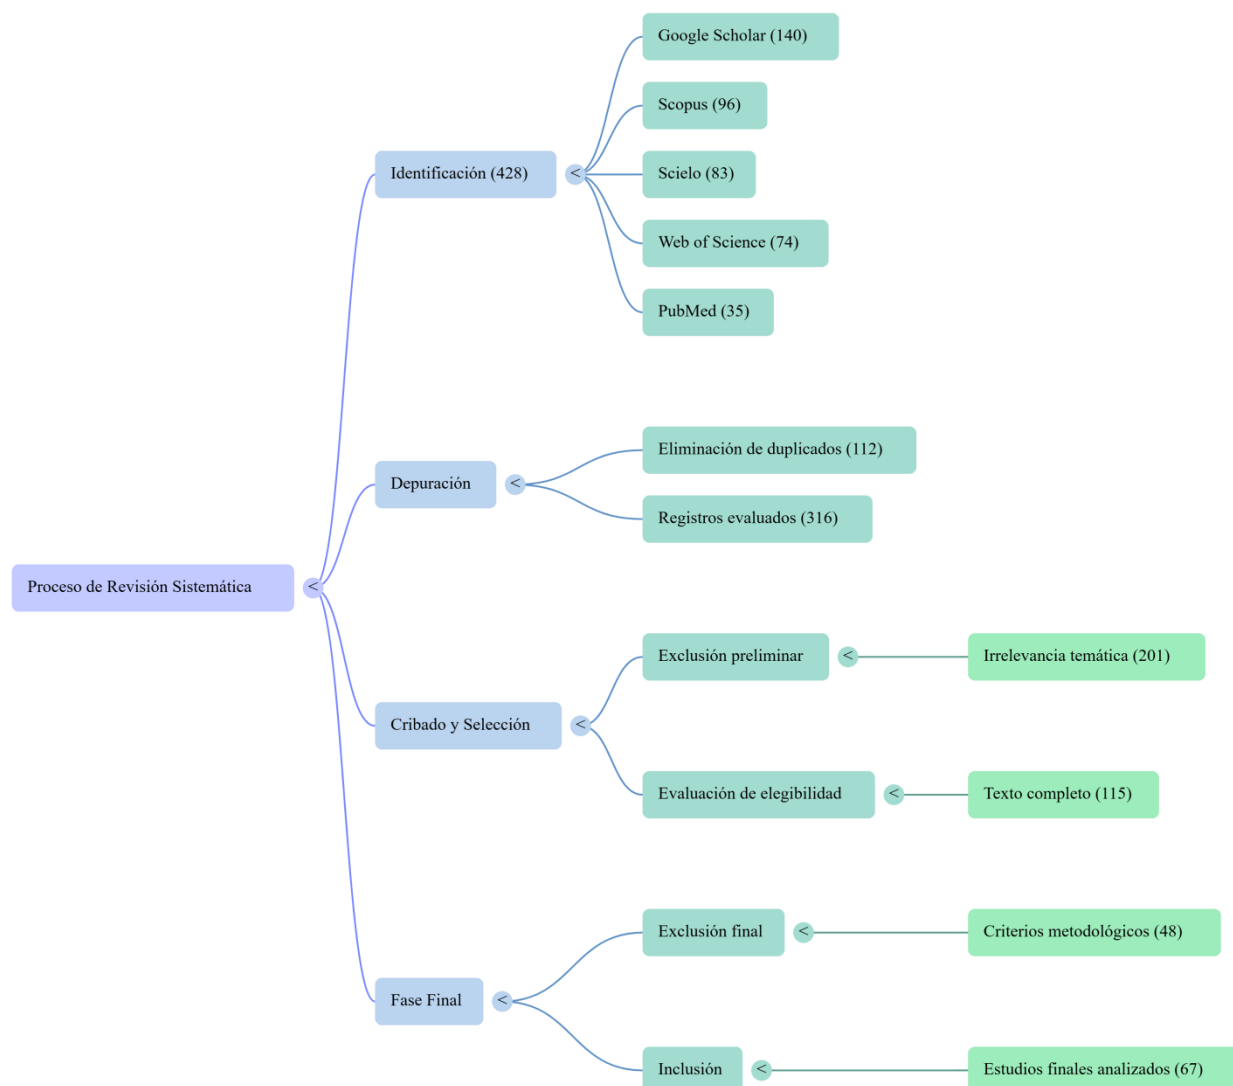 Proceso de Revisión Sistemática
<
Identificación (428)
<
Google Scholar (140)
Scopus (96)
Scielo (83)
Web of Science (74)
PubMed (35)
Depuración
<
Eliminación de duplicados (112)
Registros evaluados (316)
Cribado y Selección
<
Exclusión preliminar
<
Irrelevancia temática (201)
Evaluación de elegibilidad
<
Texto completo (115)
Fase Final
<
Exclusión final
<
Criterios metodológicos (48)
Inclusión
<
Estudios finales analizados (67)